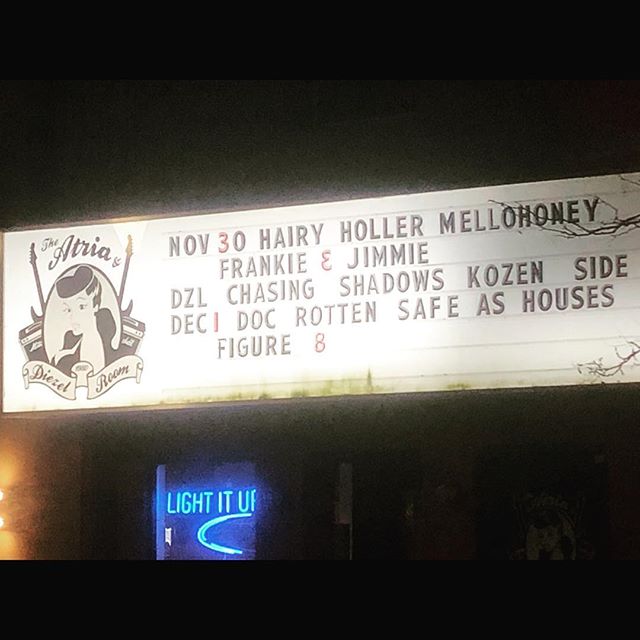 The Atria &
Diezel Room
NOV 30 HAIRY HOLLER MELLOHONEY
FRANKIE & JIMMIE
DZL CHASING SHADOWS KOZEN SIDE
DEC 1 DOC ROTTEN SAFE AS HOUSES
FIGURE 8
LIGHT IT UP